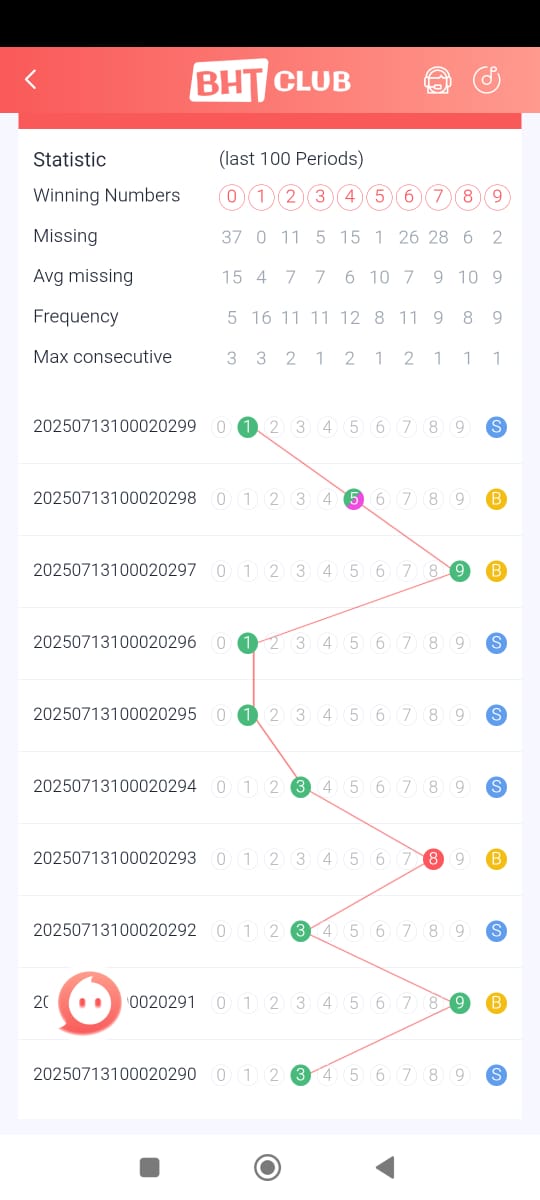 BHT CLUB
Statistic (last 100 Periods)
Winning Numbers 0 1 2 3 4 5 6 7 8 9
Missing 37 0 11 5 15 1 26 28 6 2
Avg missing 15 4 7 7 6 10 7 9 10 9
Frequency 5 16 11 11 12 8 11 9 8 9
Max consecutive 3 3 2 1 2 1 2 1 1 1
20250713100020299 0 1 2 3 4 5 6 7 8 9 S
20250713100020298 0 1 2 3 4 5 6 7 8 9 B
20250713100020297 0 1 2 3 4 5 6 7 8 9 B
20250713100020296 0 1 2 3 4 5 6 7 8 9 S
20250713100020295 0 1 2 3 4 5 6 7 8 9 S
20250713100020294 0 1 2 3 4 5 6 7 8 9 S
20250713100020293 0 1 2 3 4 5 6 7 8 9 B
20250713100020292 0 1 2 3 4 5 6 7 8 9 S
0 1 2 3 4 5 6 7 8 9 B
20250713100020290 0 1 2 3 4 5 6 7 8 9 S